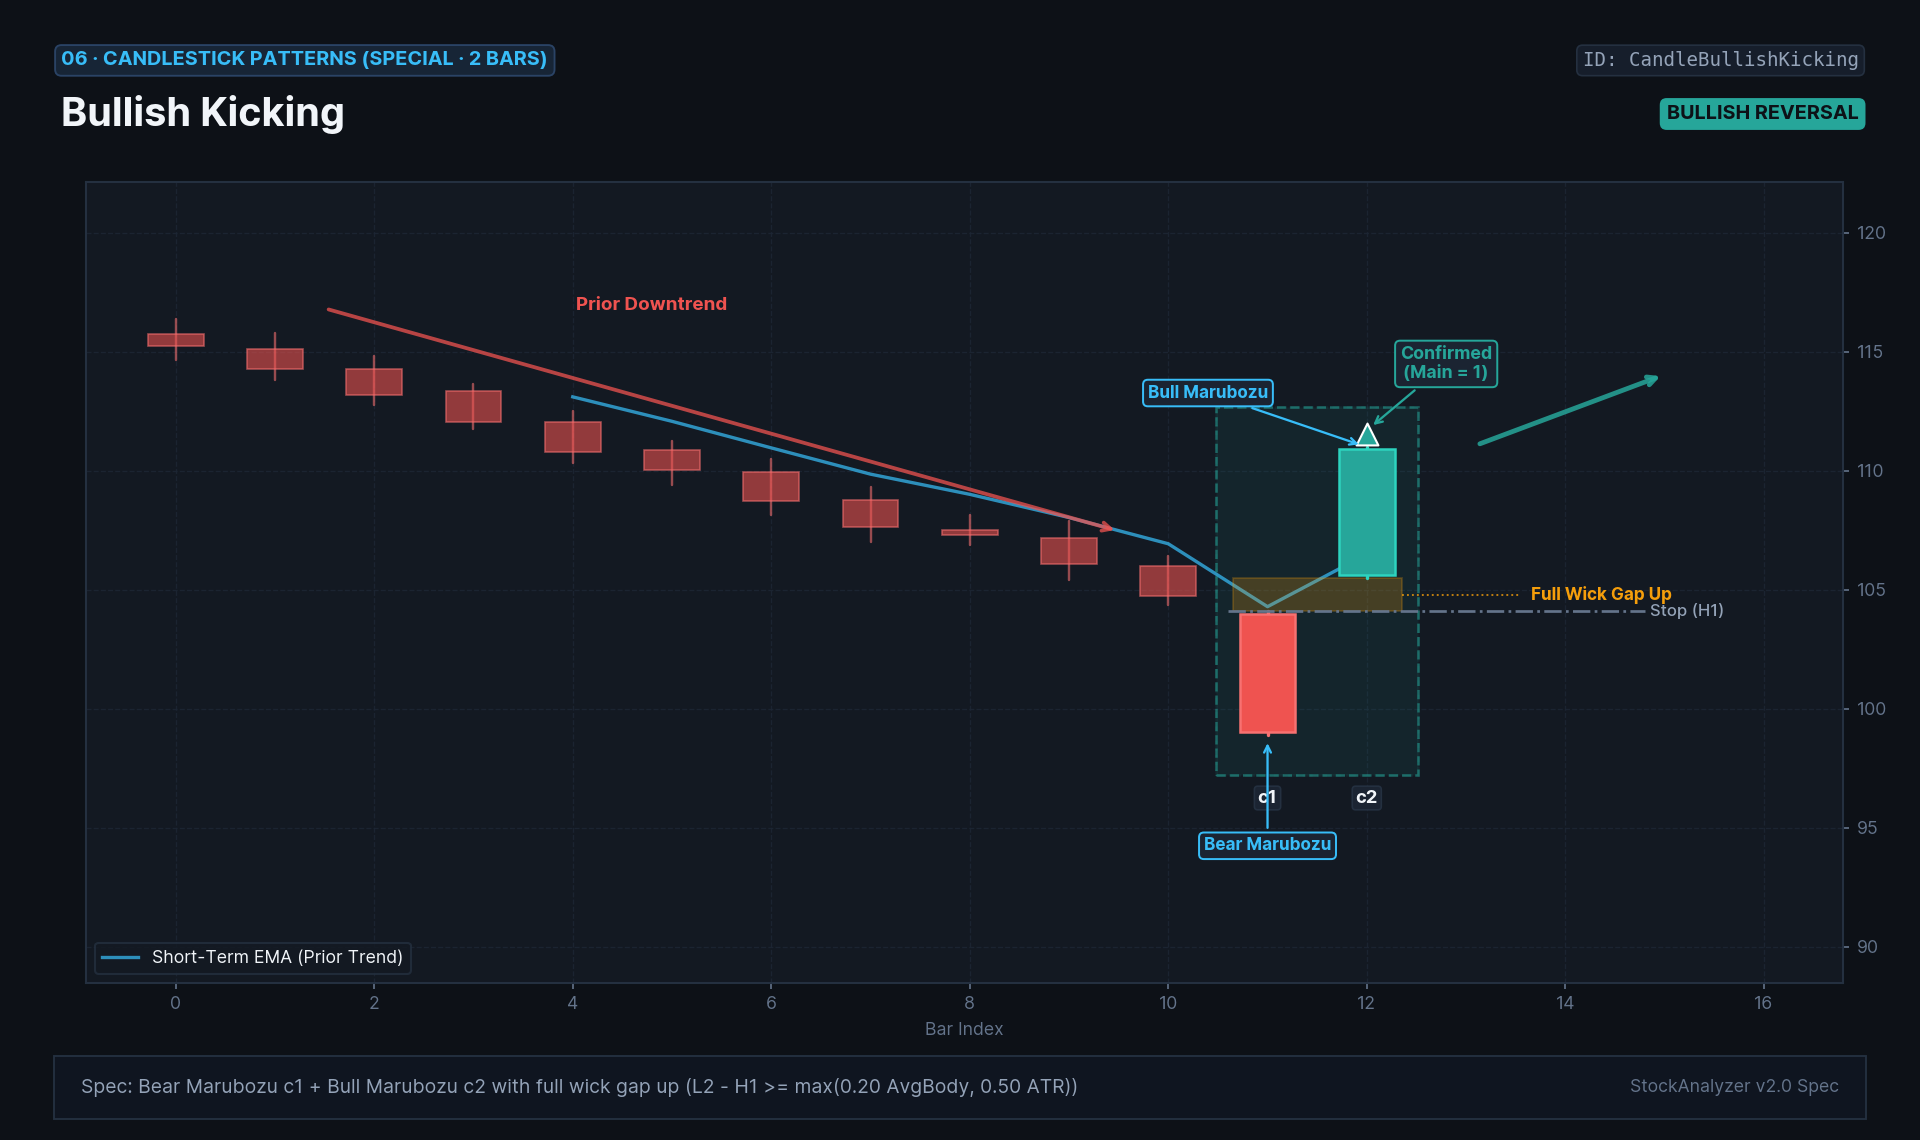 06 · CANDLESTICK PATTERNS (SPECIAL · 2 BARS)
ID: CandleBullishKicking
Bullish Kicking
BULLISH REVERSAL
120
Prior Downtrend
Confirmed
(Main = 1)
115
Bull Marubozu
110
105
Full Wick Gap Up
Stop (H1)
100
c1
c2
95
Bear Marubozu
90
Short-Term EMA (Prior Trend)
0
2
4
6
8
10
12
14
16
Bar Index
Spec: Bear Marubozu c1 + Bull Marubozu c2 with full wick gap up (L2 - H1 >= max(0.20 AvgBody, 0.50 ATR))
StockAnalyzer v2.0 Spec